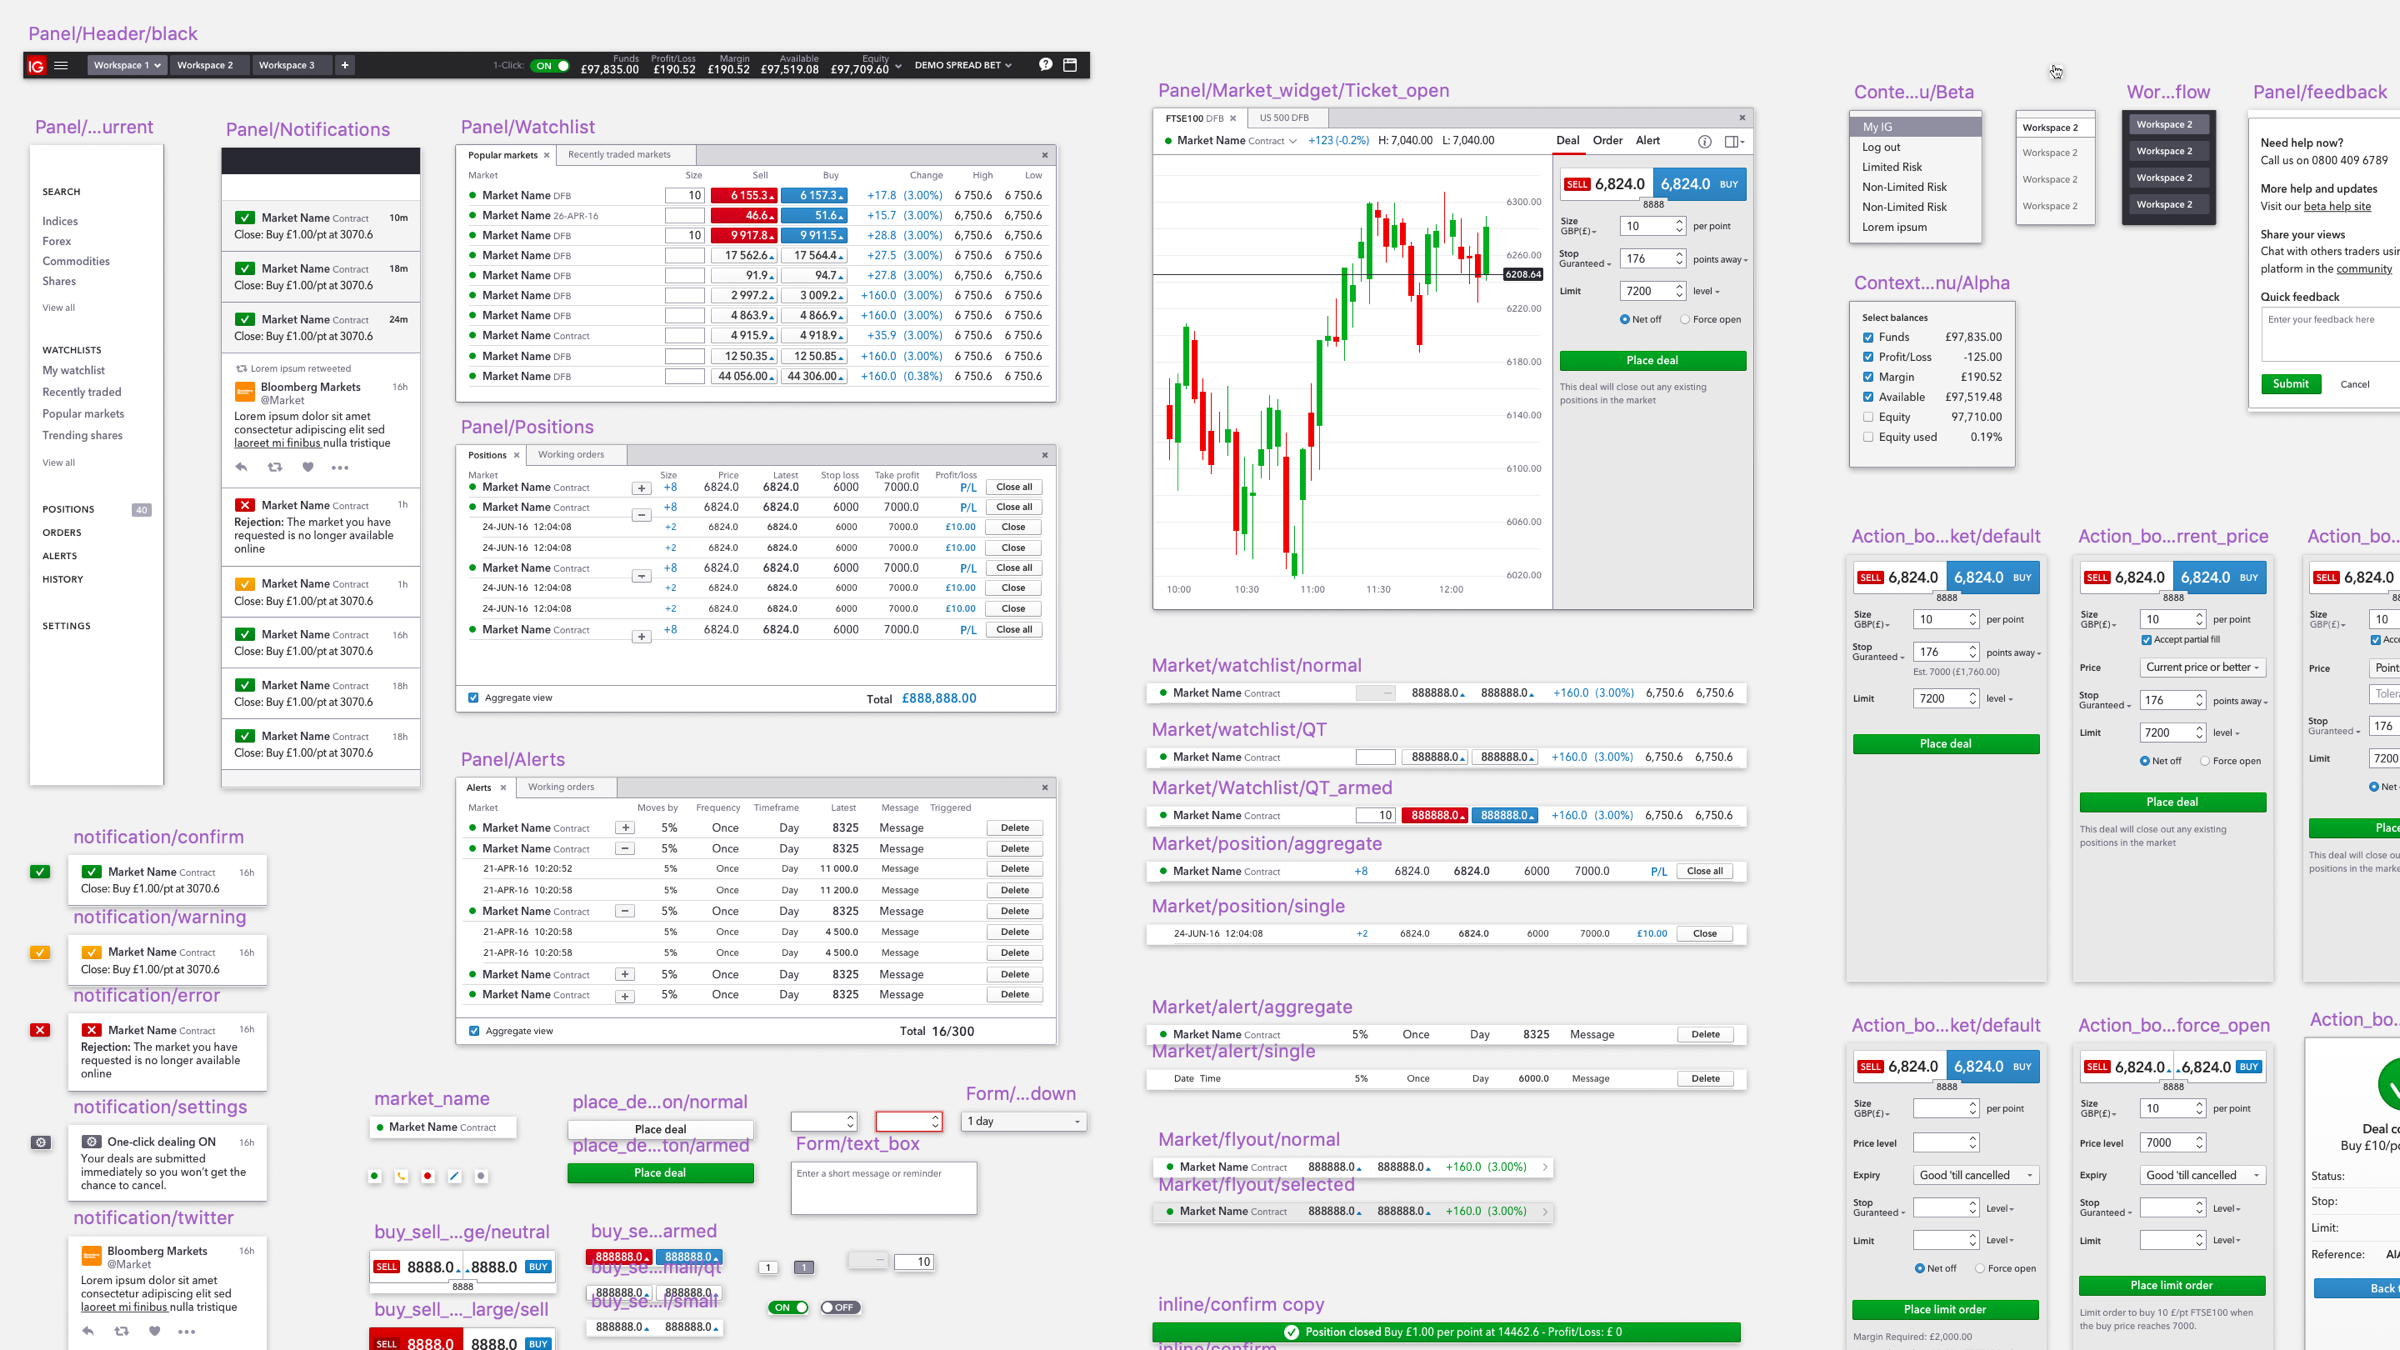 Panel/Header/black
IG Workspace 1 Workspace 2 Workspace 3 + 1-Click: ON Funds £97,835.00 Profit/Loss £190.52 Margin £190.52 Available £97,519.08 Equity £97,709.60 DEMO SPREAD BET
Panel/...urrent
SEARCH
Indices
Forex
Commodities
Shares
View all
WATCHLISTS
My watchlist
Recently traded
Popular markets
Trending shares
View all
POSITIONS 40
ORDERS
ALERTS
HISTORY
SETTINGS
Panel/Notifications
Market Name Contract 10m
Close: Buy £1.00/pt at 3070.6
Market Name Contract 18m
Close: Buy £1.00/pt at 3070.6
Market Name Contract 24m
Close: Buy £1.00/pt at 3070.6
Lorem ipsum retweeted
Bloomberg Markets 16h
@Market
Lorem ipsum dolor sit amet
consectetur adipiscing elit sed
laoreet mi finibus nulla tristique
Market Name Contract 1h
Rejection: The market you have
requested is no longer available
online
Market Name Contract 1h
Close: Buy £1.00/pt at 3070.6
Market Name Contract 16h
Close: Buy £1.00/pt at 3070.6
Market Name Contract 18h
Close: Buy £1.00/pt at 3070.6
Market Name Contract 18h
Close: Buy £1.00/pt at 3070.6
Panel/Watchlist
Popular markets Recently traded markets
Market Size Sell Buy Change High Low
Market Name DFB 10 6 155.3 6 157.3 +17.8 (3.00%) 6 750.6 6 750.6
Market Name 26-APR-16 46.6 51.6 +15.7 (3.00%) 6,750.6 6,750.6
Market Name DFB 10 9 917.8 9 911.5 +28.8 (3.00%) 6,750.6 6,750.6
Market Name DFB 17 562.6 17 564.4 +27.5 (3.00%) 6,750.6 6,750.6
Market Name DFB 91.9 94.7 +27.8 (3.00%) 6,750.6 6,750.6
Market Name DFB 2 997.2 3 009.2 +160.0 (3.00%) 6 750.6 6 750.6
Market Name DFB 4 863.9 4 866.9 +160.0 (3.00%) 6 750.6 6 750.6
Market Name Contract 4 915.9 4 918.9 +35.9 (3.00%) 6 750.6 6 750.6
Market Name DFB 12 50.35 12 50.85 +160.0 (3.00%) 6 750.6 6 750.6
Market Name DFB 44 056.00 44 306.00 +160.0 (0.38%) 6 750.6 6 750.6
Panel/Positions
Positions Working orders
Market Size Price Latest Stop loss Take profit Profit/loss
Market Name Contract + +8 6824.0 6824.0 6000 7000.0 P/L Close all
Market Name Contract − +8 6824.0 6824.0 6000 7000.0 P/L Close all
24-JUN-16 12:04:08 +2 6824.0 6824.0 6000 7000.0 £10.00 Close
24-JUN-16 12:04:08 +2 6824.0 6824.0 6000 7000.0 £10.00 Close
Market Name Contract − +8 6824.0 6824.0 6000 7000.0 P/L Close all
24-JUN-16 12:04:08 +2 6824.0 6824.0 6000 7000.0 £10.00 Close
24-JUN-16 12:04:08 +2 6824.0 6824.0 6000 7000.0 £10.00 Close
Market Name Contract + +8 6824.0 6824.0 6000 7000.0 P/L Close all
Aggregate view Total £888,888.00
Panel/Alerts
Alerts Working orders
Market Moves by Frequency Timeframe Latest Message Triggered
Market Name Contract + 5% Once Day 8325 Message Delete
Market Name Contract − 5% Once Day 8325 Message Delete
21-APR-16 10:20:52 5% Once Day 11 000.0 Message Delete
21-APR-16 10:20:58 5% Once Day 11 200.0 Message Delete
Market Name Contract − 5% Once Day 8325 Message Delete
21-APR-16 10:20:58 5% Once Day 4 500.0 Message Delete
21-APR-16 10:20:58 5% Once Day 4 500.0 Message Delete
Market Name Contract + 5% Once Day 8325 Message Delete
Market Name Contract + 5% Once Day 8325 Message Delete
Aggregate view Total 16/300
notification/confirm
Market Name Contract 16h
Close: Buy £1.00/pt at 3070.6
notification/warning
Market Name Contract 16h
Close: Buy £1.00/pt at 3070.6
notification/error
Market Name Contract 16h
Rejection: The market you have
requested is no longer available
online
notification/settings
One-click dealing ON 16h
Your deals are submitted
immediately so you won't get the
chance to cancel.
notification/twitter
Bloomberg Markets 16h
@Market
Lorem ipsum dolor sit amet
consectetur adipiscing elit sed
laoreet mi finibus nulla tristique
market_name
Market Name Contract
place_de...on/normal
Place deal
place_de...ton/armed
Place deal
Form/...down
1 day
Form/text_box
Enter a short message or reminder
buy_sell_...ge/neutral
SELL 8888.0 8888.0 BUY
8888
buy_sell_..._large/sell
SELL 8888.0 8888.0 BUY
buy_se...armed
888888.0 888888.0
buy_se...mall/qt
888888.0 888888.0
buy_se...l/small
888888.0 888888.0
1 1
– 10
ON OFF
Panel/Market_widget/Ticket_open
FTSE100 DFB US 500 DFB
Market Name Contract +123 (-0.2%) H: 7,040.00 L: 7,040.00 Deal Order Alert
6300.00
6260.00
6208.64
6220.00
6180.00
6140.00
6100.00
6060.00
6020.00
10:00 10:30 11:00 11:30 12:00
SELL 6,824.0 6,824.0 BUY
8888
Size GBP(£) 10 per point
Stop Guranteed 176 points away
Limit 7200 level
Net off Force open
Place deal
This deal will close out any existing
positions in the market
Market/watchlist/normal
Market Name Contract – 888888.0 888888.0 +160.0 (3.00%) 6,750.6 6,750.6
Market/watchlist/QT
Market Name Contract 888888.0 888888.0 +160.0 (3.00%) 6,750.6 6,750.6
Market/Watchlist/QT_armed
Market Name Contract 10 888888.0 888888.0 +160.0 (3.00%) 6,750.6 6,750.6
Market/position/aggregate
Market Name Contract +8 6824.0 6824.0 6000 7000.0 P/L Close all
Market/position/single
24-JUN-16 12:04:08 +2 6824.0 6824.0 6000 7000.0 £10.00 Close
Market/alert/aggregate
Market Name Contract 5% Once Day 8325 Message Delete
Market/alert/single
Date Time 5% Once Day 6000.0 Message Delete
Market/flyout/normal
Market Name Contract 888888.0 888888.0 +160.0 (3.00%)
Market/flyout/selected
Market Name Contract 888888.0 888888.0 +160.0 (3.00%)
inline/confirm copy
Position closed Buy £1.00 per point at 14462.6 - Profit/Loss: £ 0
inline/confirm
Conte...u/Beta
My IG
Log out
Limited Risk
Non-Limited Risk
Non-Limited Risk
Lorem ipsum
Workspace 2
Workspace 2
Workspace 2
Workspace 2
Wor...flow
Workspace 2
Workspace 2
Workspace 2
Workspace 2
Panel/feedback
Need help now?
Call us on 0800 409 6789
More help and updates
Visit our beta help site
Share your views
Chat with others traders usin
platform in the community
Quick feedback
Enter your feedback here
Submit Cancel
Context...nu/Alpha
Select balances
Funds £97,835.00
Profit/Loss -125.00
Margin £190.52
Available £97,519.48
Equity 97,710.00
Equity used 0.19%
Action_bo...ket/default
SELL 6,824.0 6,824.0 BUY
8888
Size GBP(£) 10 per point
Stop Guranteed 176 points away
Est. 7000 (£1,760.00)
Limit 7200 level
Place deal
Action_bo...rrent_price
SELL 6,824.0 6,824.0 BUY
8888
Size GBP(£) 10 per point
Accept partial fill
Price Current price or better
Stop Guranteed 176 points away
Limit 7200 level
Net off Force open
Place deal
This deal will close out any existing
positions in the market
Action_bo...
SELL 6,824.0
Size GBP(£) 10
Acce
Price Point
Tolera
Stop Guranteed 176
Limit 7200
Net
Place
This deal will close ou
positions in the marke
Action_bo...ket/default
SELL 6,824.0 6,824.0 BUY
8888
Size GBP(£) per point
Price level
Expiry Good 'till cancelled
Stop Guranteed Level
Limit Level
Net off Force open
Place limit order
Margin Required: £2,000.00
Action_bo...force_open
SELL 6,824.0 6,824.0 BUY
8888
Size GBP(£) 10 per point
Price level 7000
Expiry Good 'till cancelled
Stop Guranteed Level
Limit Level
Place limit order
Limit order to buy 10 £/pt FTSE100 when
the buy price reaches 7000.
Action_bo...
Deal co
Buy £10/po
Status:
Stop:
Limit:
Reference: AIA
Back t